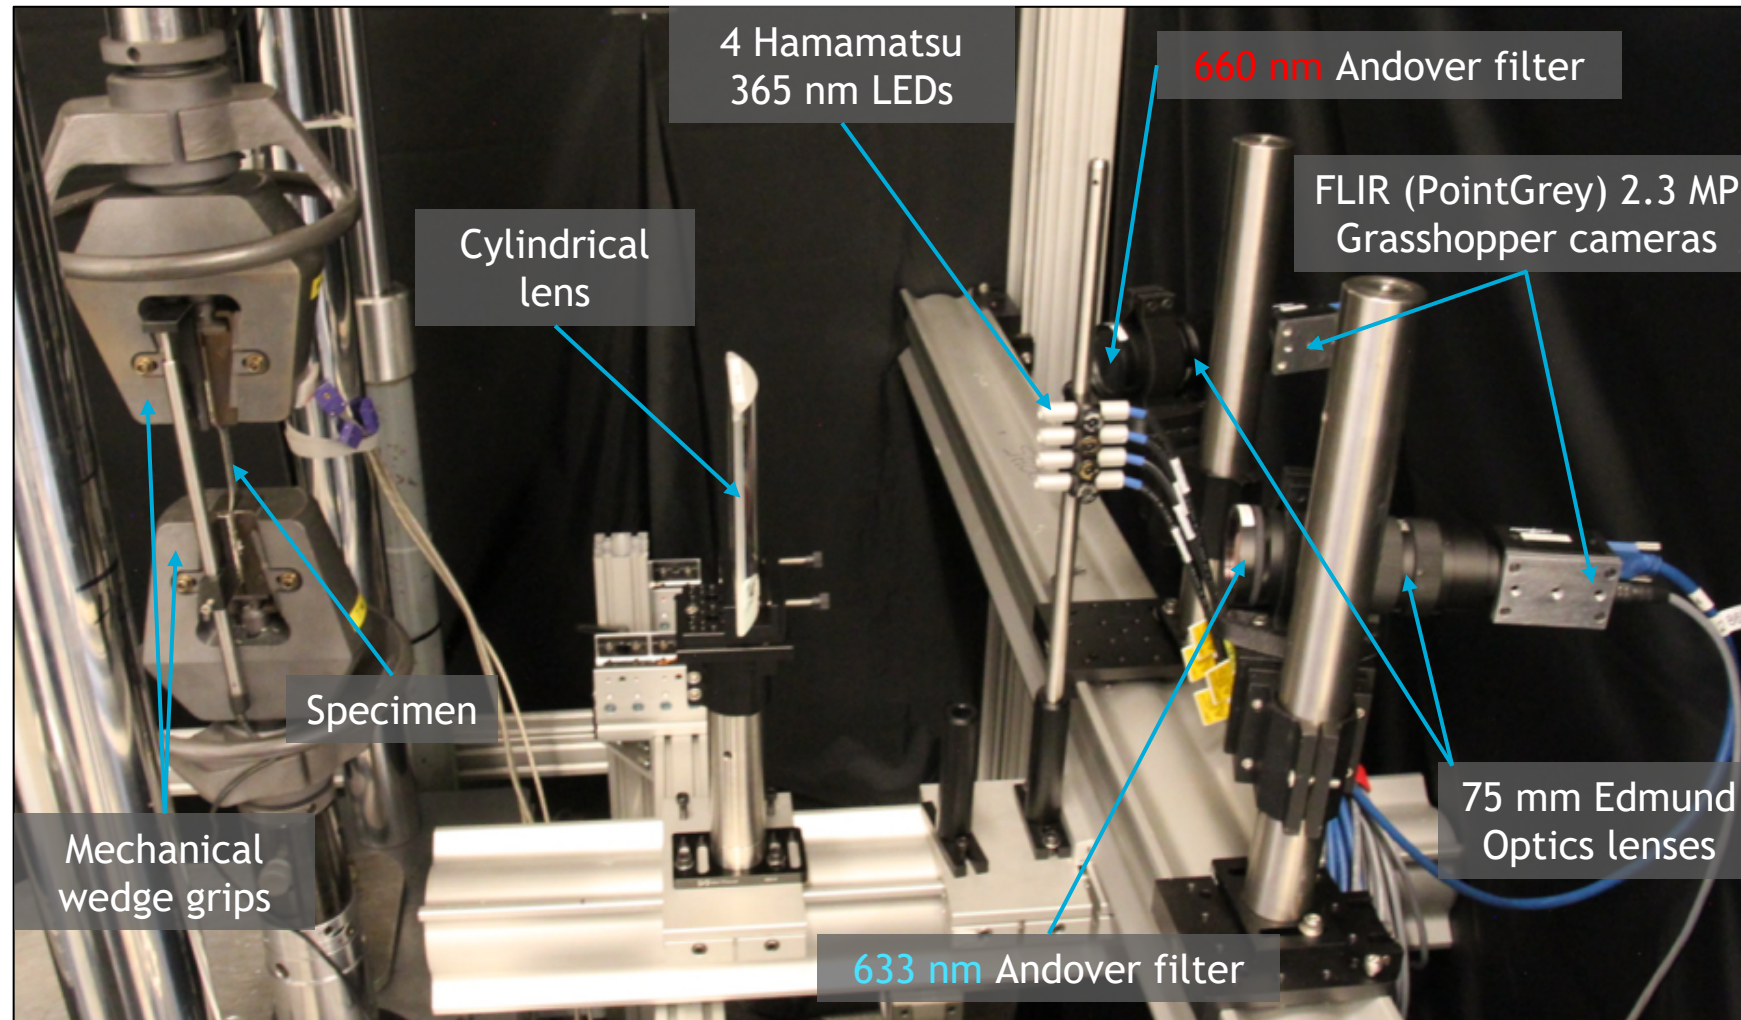 4 Hamamatsu
365 nm LEDs
660 nm Andover filter
FLIR (PointGrey) 2.3 MP
Grasshopper cameras
Cylindrical
lens
Specimen
75 mm Edmund
Optics lenses
Mechanical
wedge grips
633 nm Andover filter